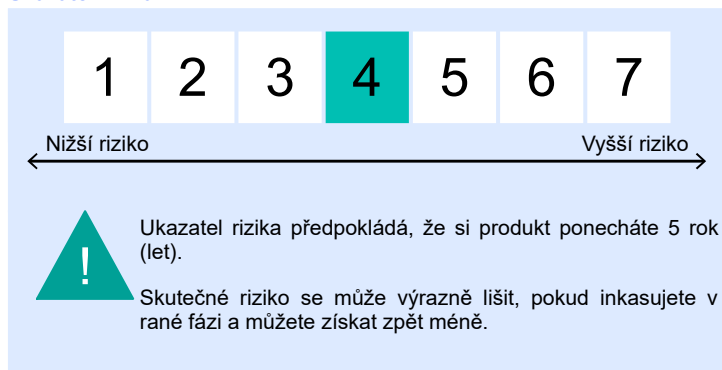 1 2 3 4 5 6 7
Nižší riziko Vyšší riziko
!
Ukazatel rizika předpokládá, že si produkt ponecháte 5 rok
(let).
Skutečné riziko se může výrazně lišit, pokud inkasujete v
rané fázi a můžete získat zpět méně.